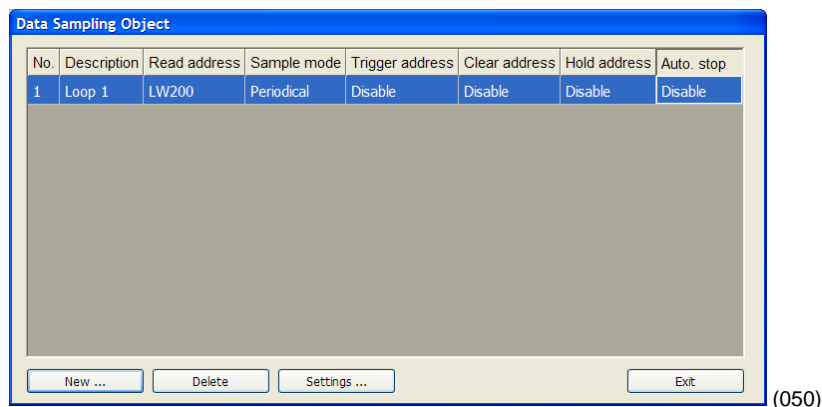 Data Sampling Object
No. Description Read address Sample mode Trigger address Clear address Hold address Auto. stop
1 Loop 1 LW200 Periodical Disable Disable Disable Disable
New ... Delete Settings ... Exit
(050)